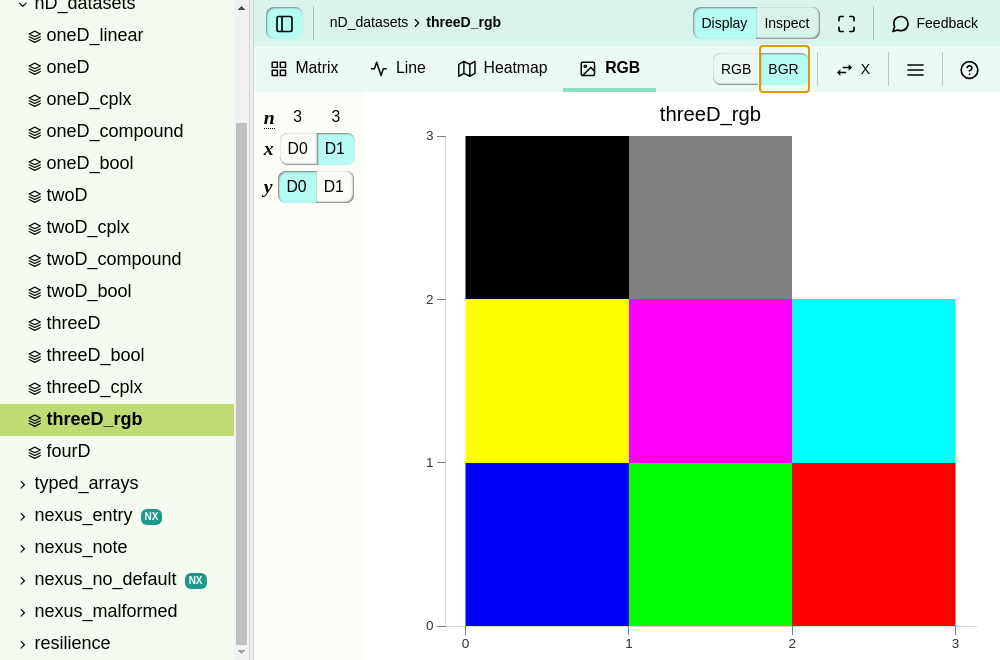 nD_datasets
oneD_linear
oneD
oneD_cplx
oneD_compound
oneD_bool
twoD
twoD_cplx
twoD_compound
twoD_bool
threeD
threeD_bool
threeD_cplx
threeD_rgb
fourD
typed_arrays
nexus_entry NX
nexus_note
nexus_no_default NX
nexus_malformed
resilience
nD_datasets › threeD_rgb
Display Inspect
Feedback
Matrix Line Heatmap RGB
RGB BGR
X
n 3 3
x D0 D1
y D0 D1
threeD_rgb
3
2
1
0
0 1 2 3